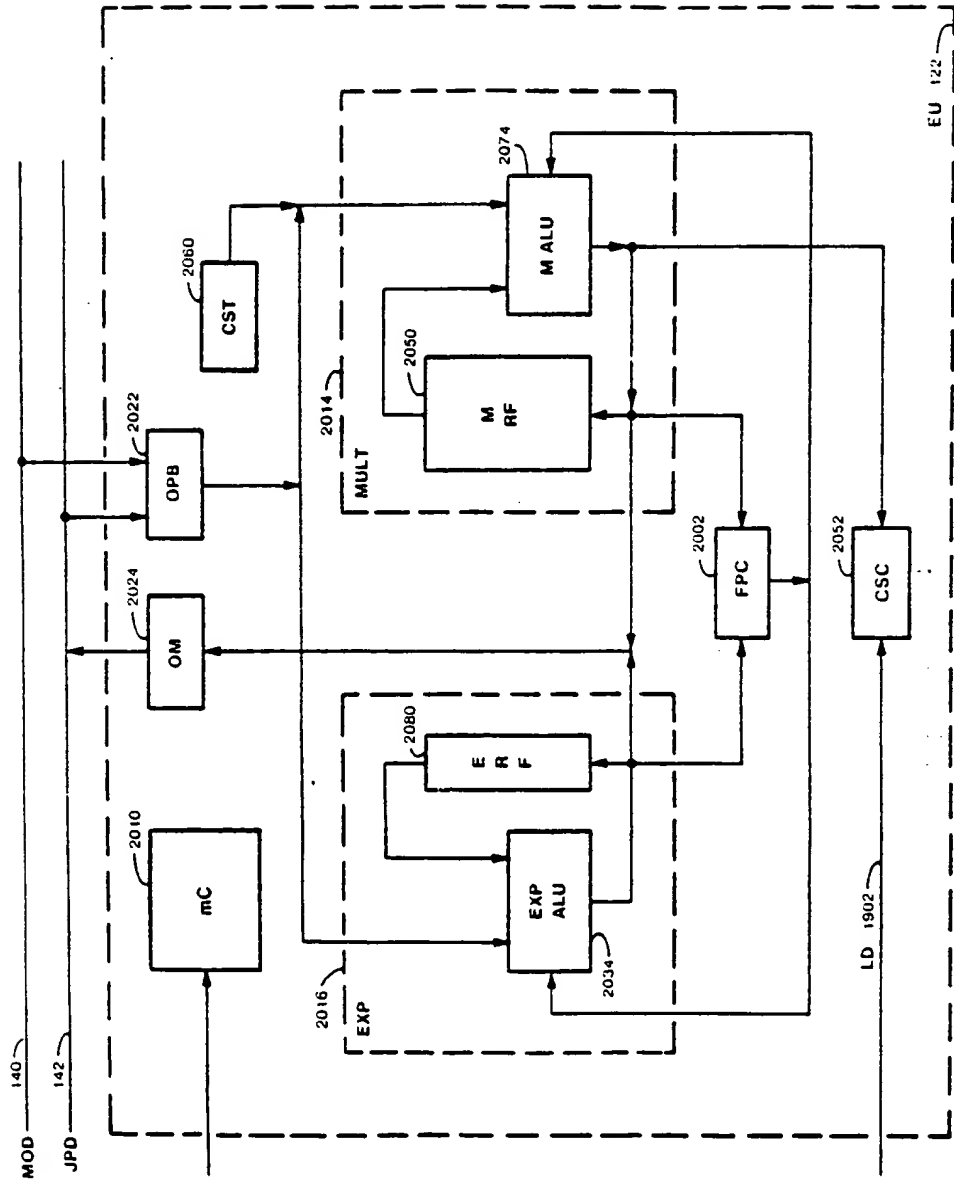 MOD
140
JPD
142
2010
mC
2024
OM
2022
OPB
2060
CST
2016
EXP
2080
E
R
F
EXP
ALU
2034
2014
MULT
2050
M
RF
2074
M ALU
2002
FPC
2052
CSC
LD 1902
EU 122